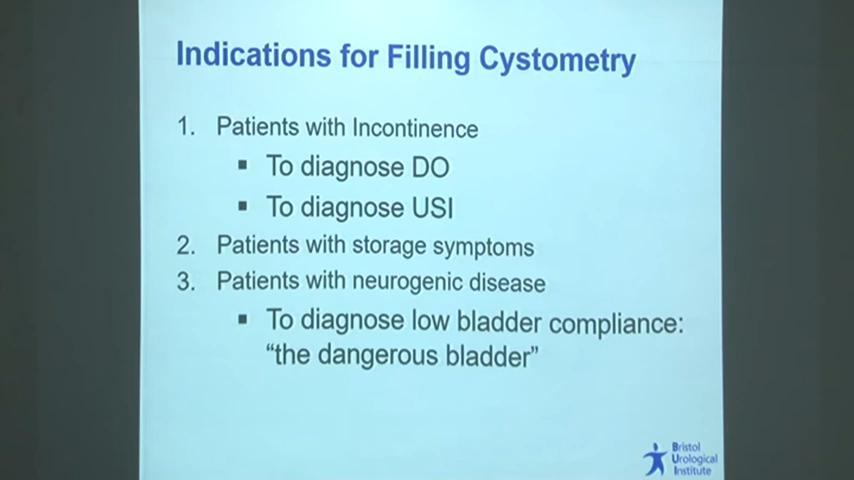 Indications for Filling Cystometry
1. Patients with Incontinence
▪ To diagnose DO
▪ To diagnose USI
2. Patients with storage symptoms
3. Patients with neurogenic disease
▪ To diagnose low bladder compliance:
“the dangerous bladder”
Bristol
Urological
Institute